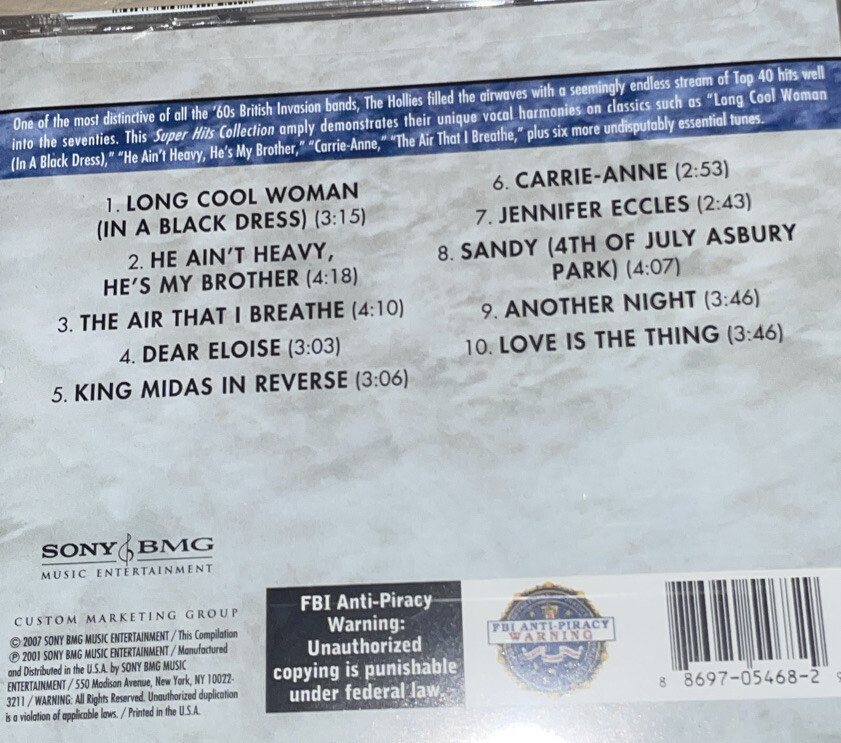 One of the most distinctive of all the '60s British Invasion bands, The Hollies filled the airwaves with a seemingly endless stream of Top 40 hits well
into the seventies. This Super Hits Collection amply demonstrates their unique vocal harmonies on classics such as "Long Cool Woman
(In A Black Dress)," "He Ain't Heavy, He's My Brother," "Carrie-Anne," "The Air That I Breathe," plus six more undisputably essential tunes.
1. LONG COOL WOMAN
(IN A BLACK DRESS) (3:15)
2. HE AIN'T HEAVY,
HE'S MY BROTHER (4:18)
3. THE AIR THAT I BREATHE (4:10)
4. DEAR ELOISE (3:03)
5. KING MIDAS IN REVERSE (3:06)
6. CARRIE-ANNE (2:53)
7. JENNIFER ECCLES (2:43)
8. SANDY (4TH OF JULY ASBURY
PARK) (4:07)
9. ANOTHER NIGHT (3:46)
10. LOVE IS THE THING (3:46)
SONY BMG
MUSIC ENTERTAINMENT
CUSTOM MARKETING GROUP
© 2007 SONY BMG MUSIC ENTERTAINMENT / This Compilation
℗ 2001 SONY BMG MUSIC ENTERTAINMENT / Manufactured
and Distributed in the U.S.A. by SONY BMG MUSIC
ENTERTAINMENT / 550 Madison Avenue, New York, NY 10022-
3211 / WARNING: All Rights Reserved. Unauthorized duplication
is a violation of applicable laws. / Printed in the U.S.A.
FBI Anti-Piracy
Warning:
Unauthorized
copying is punishable
under federal law.
FBI ANTI-PIRACY
WARNING
8 8697-05468-2